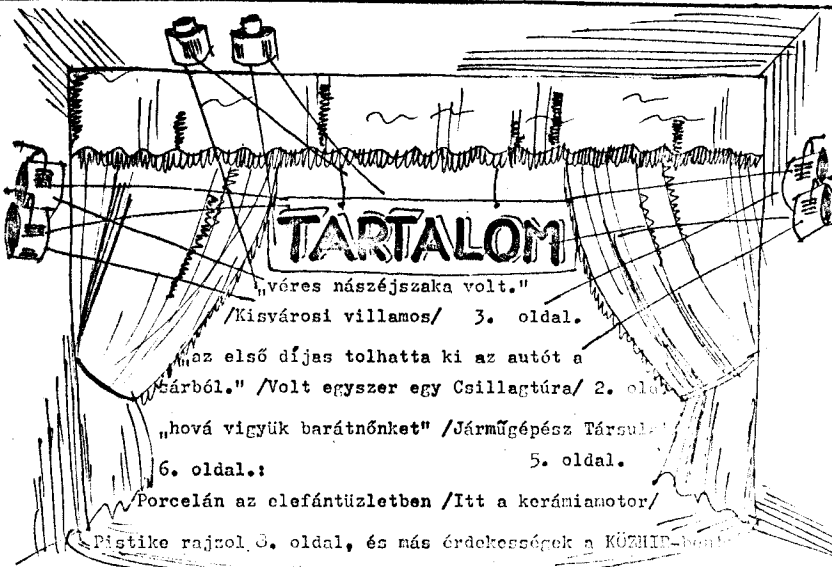 TARTALOM
„véres nászéjszaka volt."
/Kisvárosi villamos/ 3. oldal.
„az első díjas tolhatta ki az autót a
sárból." /Volt egyszer egy Csillagtúra/ 2.
„hová vigyük barátnőnket" /Járműgépész
5. oldal.
6. oldal.:
Porcelán az elefántüzletben /Itt a kerámiamotor/
Pistike rajzol 8. oldal, és más érdekességek a